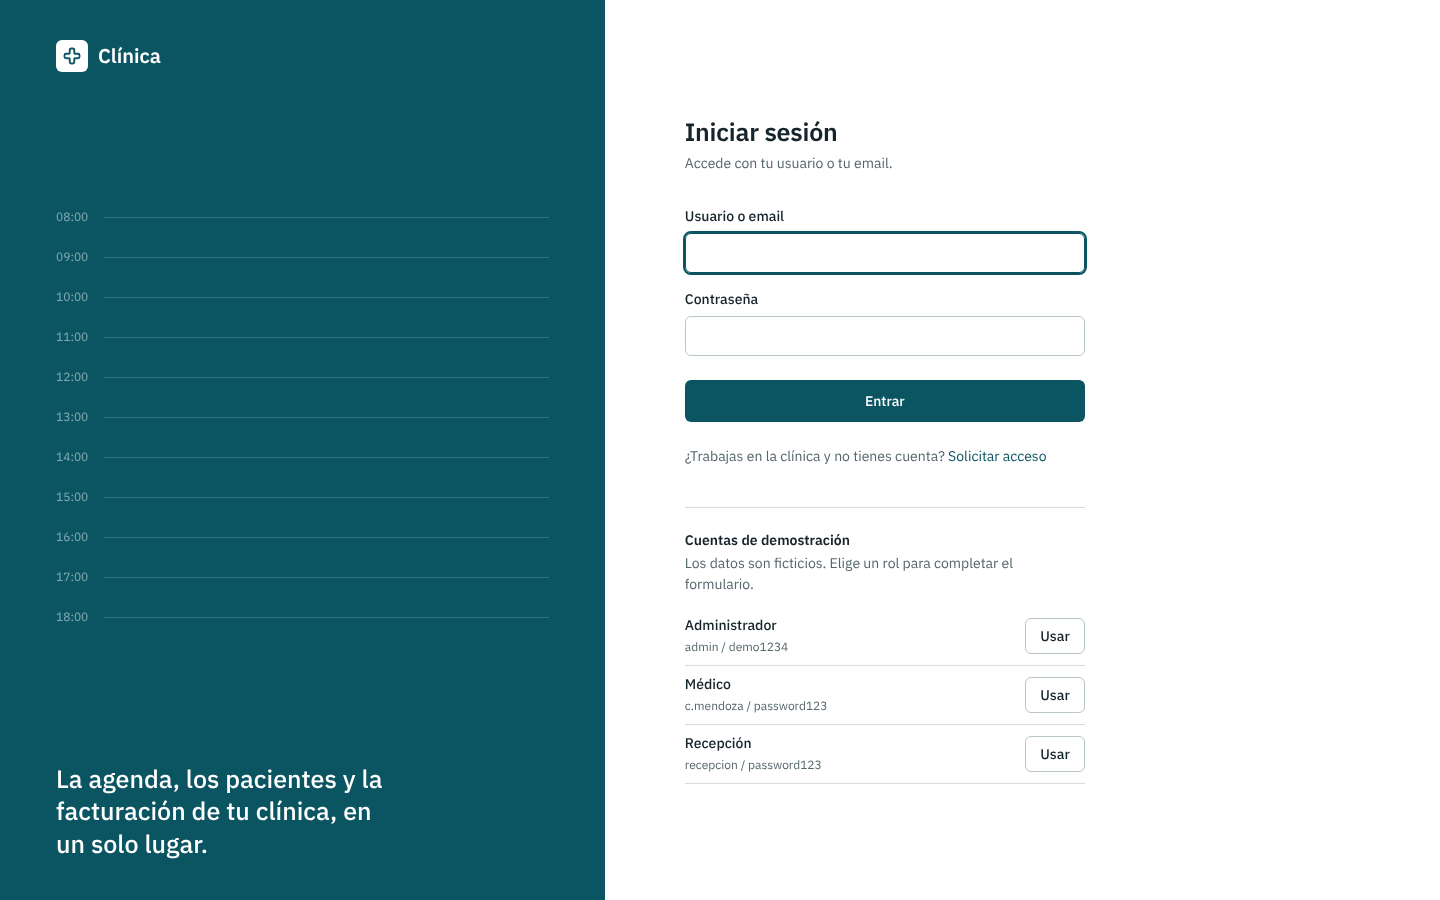 Clínica
08:00
09:00
10:00
11:00
12:00
13:00
14:00
15:00
16:00
17:00
18:00
La agenda, los pacientes y la
facturación de tu clínica, en
un solo lugar.
Iniciar sesión
Accede con tu usuario o tu email.
Usuario o email
Contraseña
Entrar
¿Trabajas en la clínica y no tienes cuenta? Solicitar acceso
Cuentas de demostración
Los datos son ficticios. Elige un rol para completar el
formulario.
Administrador
admin / demo1234
Usar
Médico
c.mendoza / password123
Usar
Recepción
recepcion / password123
Usar